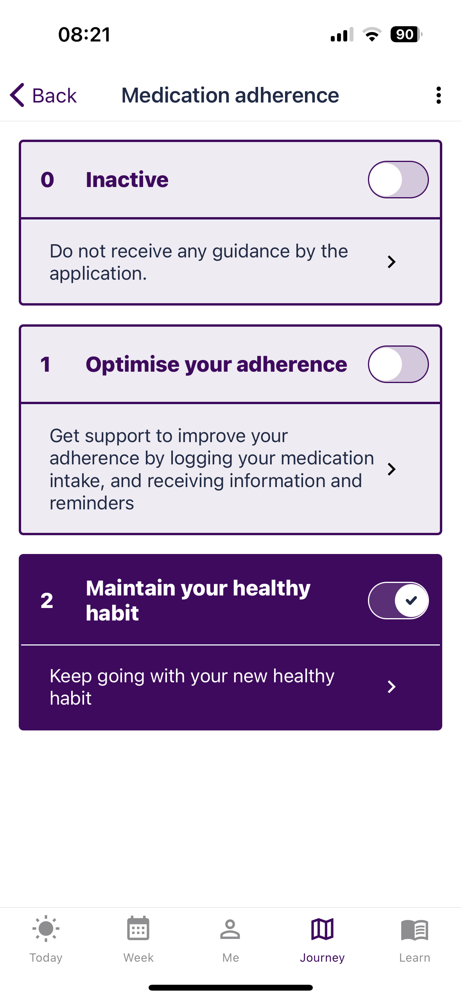 08:21
90
Back
Medication adherence
0
Inactive
Do not receive any guidance by the
application.
1
Optimise your adherence
Get support to improve your
adherence by logging your medication
intake, and receiving information and
reminders
2
Maintain your healthy
habit
Keep going with your new healthy
habit
Today
Week
Me
Journey
Learn